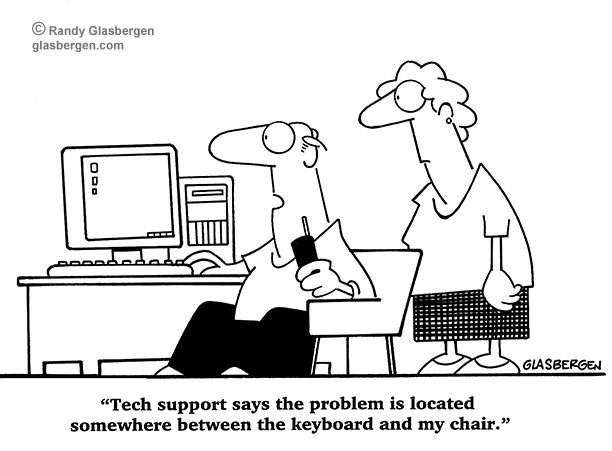 © Randy Glasbergen
glasbergen.com
GLASBERGEN
“Tech support says the problem is located
somewhere between the keyboard and my chair.”